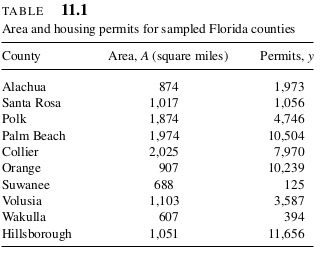 TABLE 11.1
Area and housing permits for sampled Florida counties
County Area, A (square miles) Permits, y
Alachua 874 1,973
Santa Rosa 1,017 1,056
Polk 1,874 4,746
Palm Beach 1,974 10,504
Collier 2,025 7,970
Orange 907 10,239
Suwanee 688 125
Volusia 1,103 3,587
Wakulla 607 394
Hillsborough 1,051 11,656